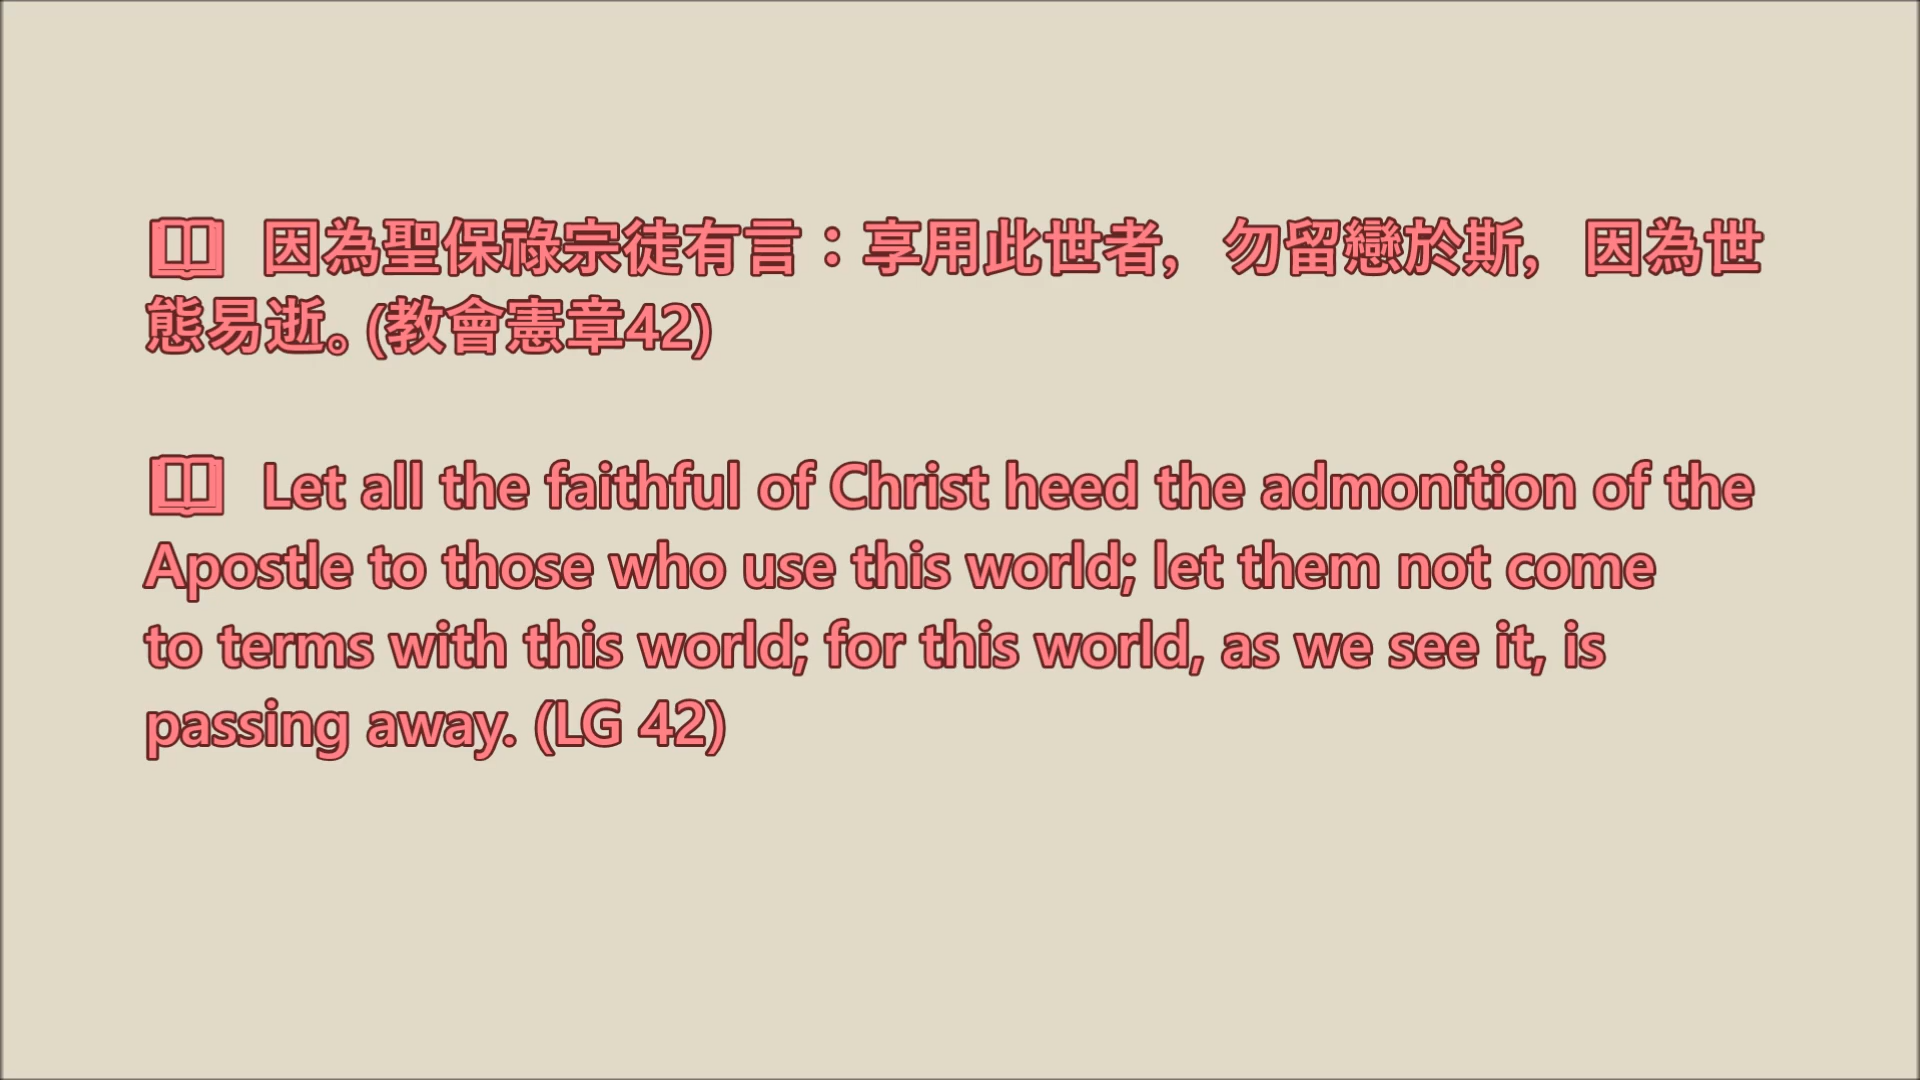 🕮 因為聖保祿宗徒有言：享用此世者，勿留戀於斯，因為世
態易逝。(教會憲章42)
🕮 Let all the faithful of Christ heed the admonition of the
Apostle to those who use this world; let them not come
to terms with this world; for this world, as we see it, is
passing away. (LG 42)